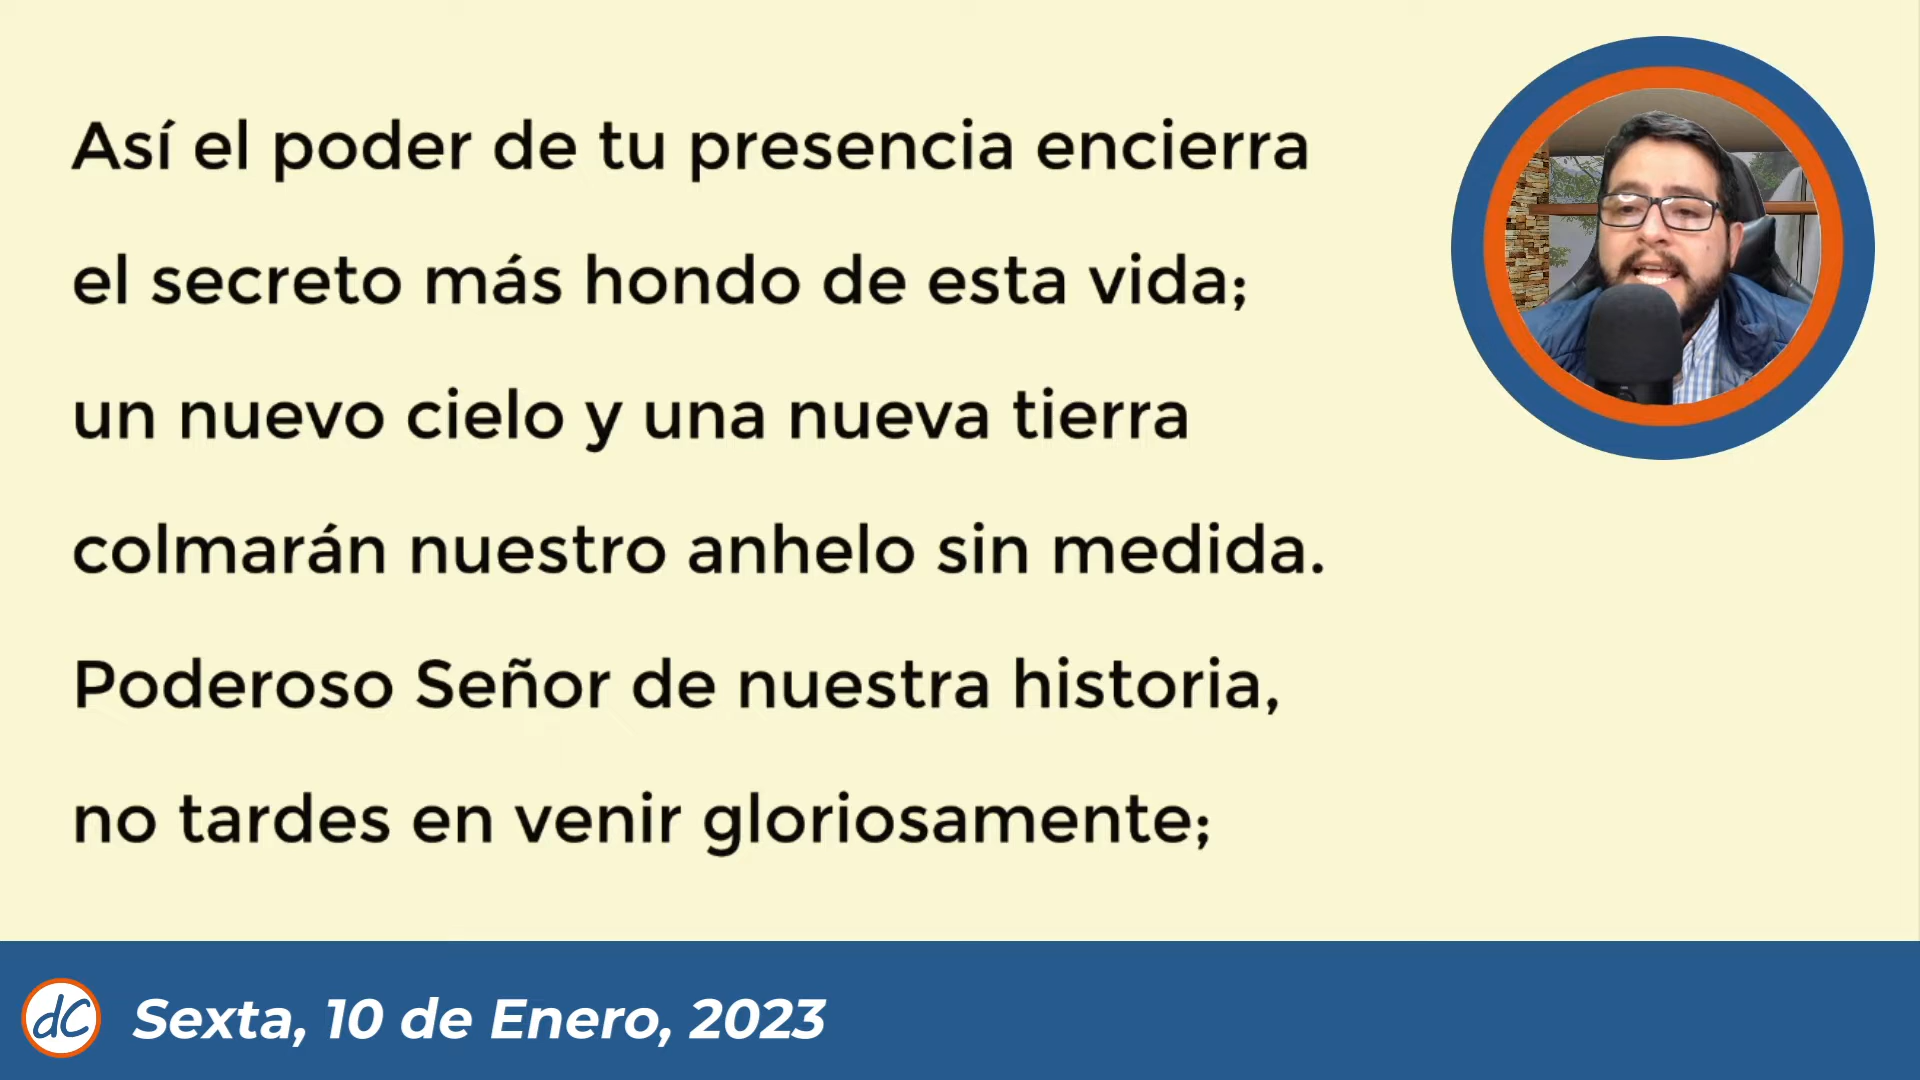 Así el poder de tu presencia encierra
el secreto más hondo de esta vida;
un nuevo cielo y una nueva tierra
colmarán nuestro anhelo sin medida.
Poderoso Señor de nuestra historia,
no tardes en venir gloriosamente;
dC
Sexta, 10 de Enero, 2023